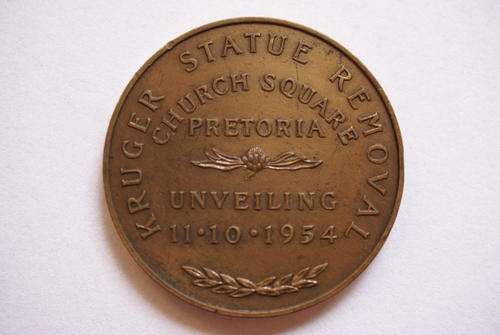 KRUGER STATUE REMOVAL
CHURCH SQUARE
PRETORIA
UNVEILING
11·10·1954